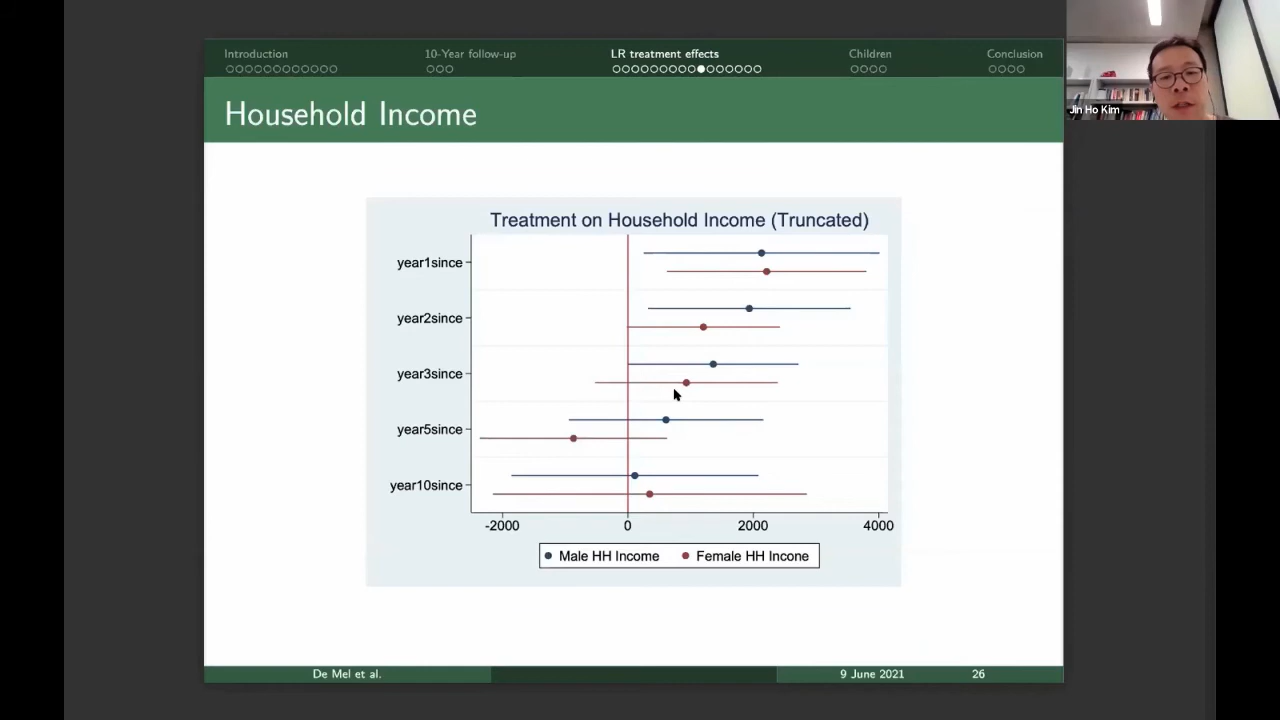 Introduction 10-Year follow-up LR treatment effects Children Conclusion
Jin Ho Kim
Household Income
Treatment on Household Income (Truncated)
year1since
year2since
year3since
year5since
year10since
-2000 0 2000 4000
Male HH Income Female HH Incone
De Mel et al. 9 June 2021 26